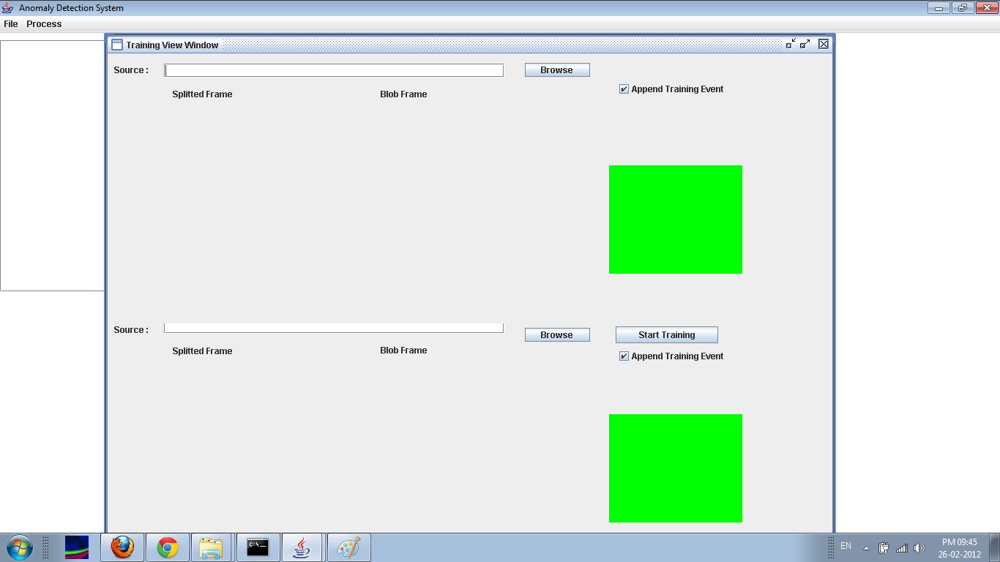 Anomaly Detection System
File Process
Training View Window
Source : Browse
Append Training Event
Splitted Frame Blob Frame
Source : Browse Start Training
Splitted Frame Blob Frame
Append Training Event
C:\
EN
PM 09:45
26-02-2012